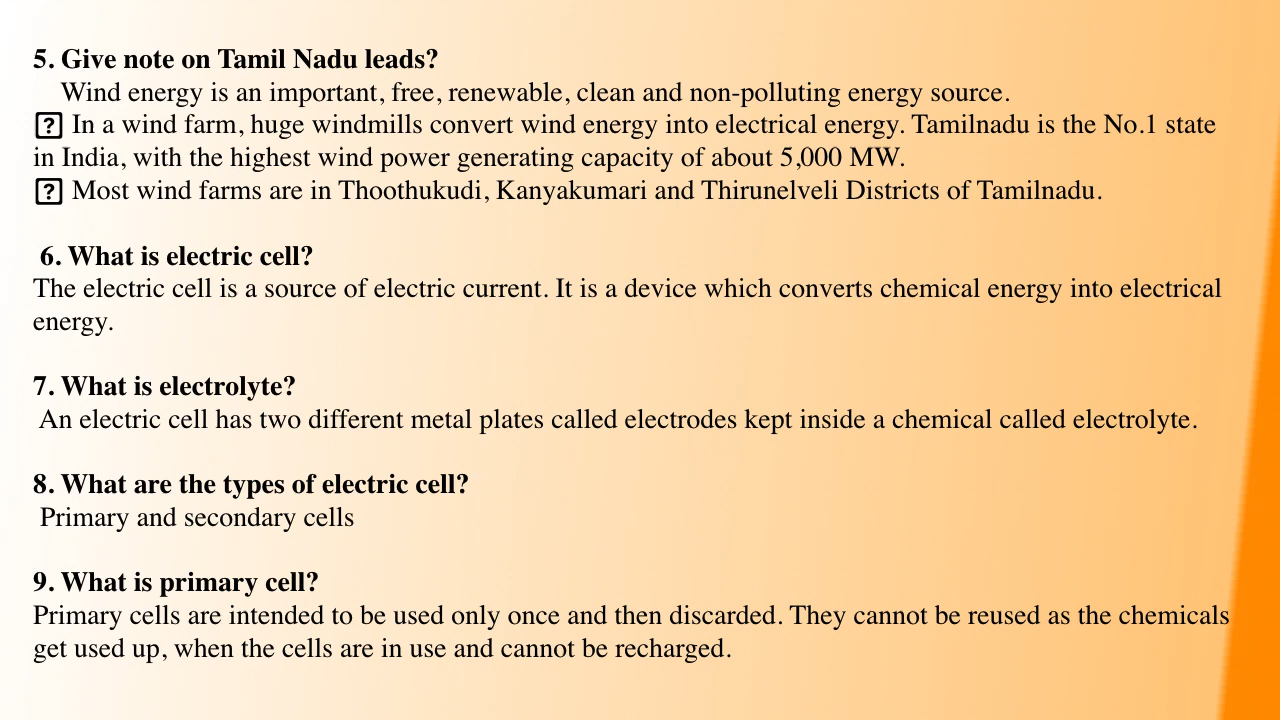 5. Give note on Tamil Nadu leads?
Wind energy is an important, free, renewable, clean and non-polluting energy source.
⍰ In a wind farm, huge windmills convert wind energy into electrical energy. Tamilnadu is the No.1 state
in India, with the highest wind power generating capacity of about 5,000 MW.
⍰ Most wind farms are in Thoothukudi, Kanyakumari and Thirunelveli Districts of Tamilnadu.
6. What is electric cell?
The electric cell is a source of electric current. It is a device which converts chemical energy into electrical
energy.
7. What is electrolyte?
An electric cell has two different metal plates called electrodes kept inside a chemical called electrolyte.
8. What are the types of electric cell?
Primary and secondary cells
9. What is primary cell?
Primary cells are intended to be used only once and then discarded. They cannot be reused as the chemicals
get used up, when the cells are in use and cannot be recharged.